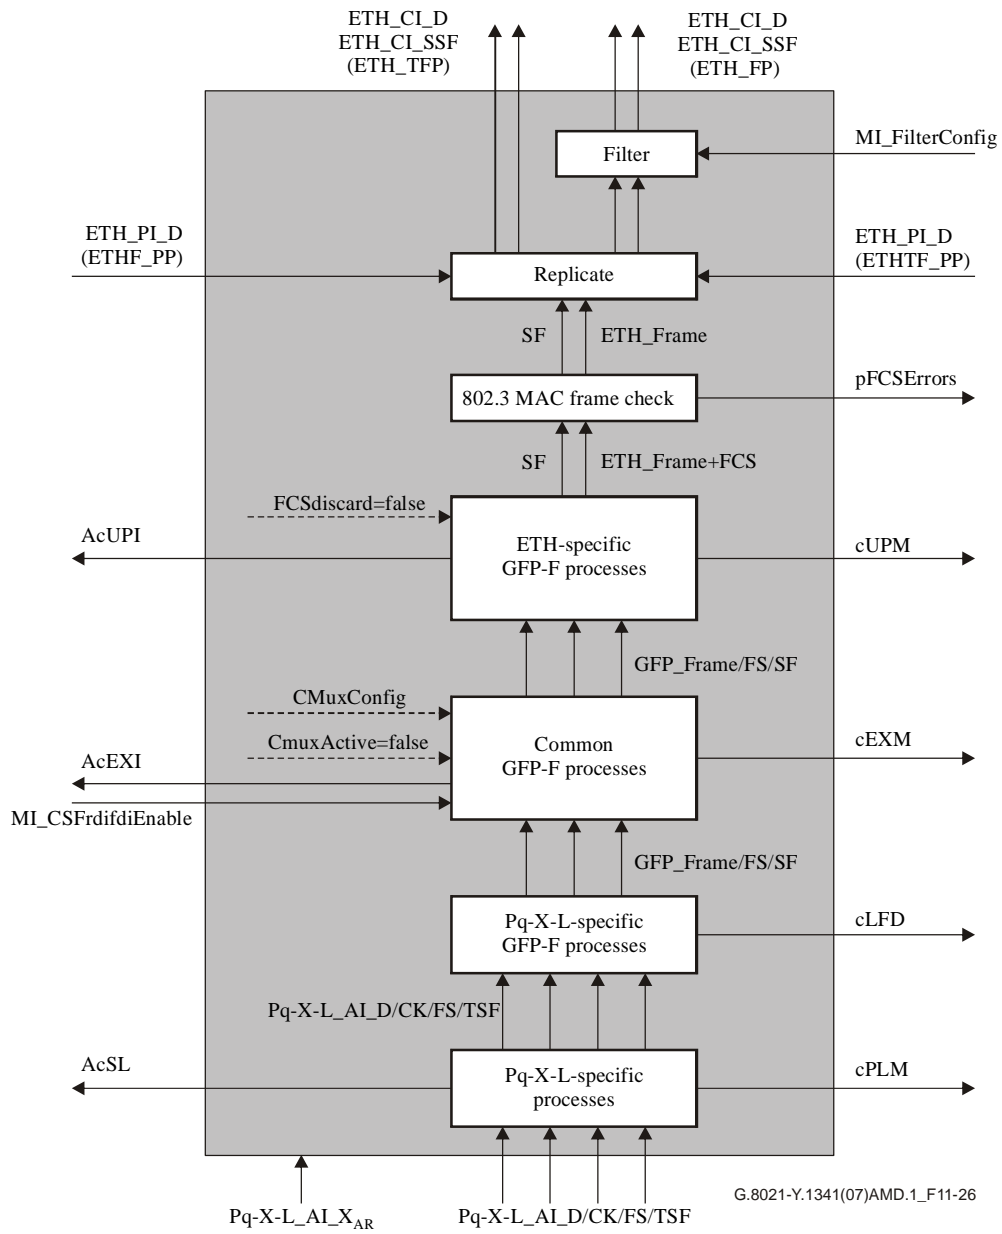 ETH_CI_D
ETH_CI_SSF
(ETH_TFP)
ETH_CI_D
ETH_CI_SSF
(ETH_FP)
Filter
MI_FilterConfig
ETH_PI_D
(ETHF_PP)
Replicate
ETH_PI_D
(ETHTF_PP)
SF
ETH_Frame
802.3 MAC frame check
pFCSErrors
SF
ETH_Frame+FCS
FCSdiscard=false
AcUPI
ETH-specific
GFP-F processes
cUPM
GFP_Frame/FS/SF
CMuxConfig
CmuxActive=false
AcEXI
MI_CSFrdifdiEnable
Common
GFP-F processes
cEXM
GFP_Frame/FS/SF
Pq-X-L-specific
GFP-F processes
cLFD
Pq-X-L_AI_D/CK/FS/TSF
AcSL
Pq-X-L-specific
processes
cPLM
Pq-X-L_AI_X_AR
Pq-X-L_AI_D/CK/FS/TSF
G.8021-Y.1341(07)AMD.1_F11-26